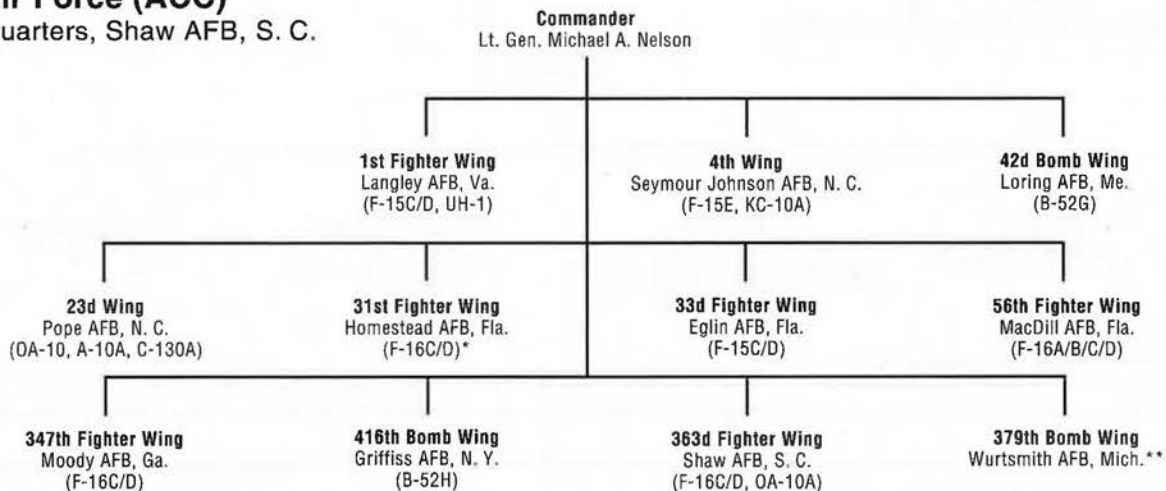 Force (ACC)
quarters, Shaw AFB, S. C.
Commander
Lt. Gen. Michael A. Nelson
1st Fighter Wing
Langley AFB, Va.
(F-15C/D, UH-1)
4th Wing
Seymour Johnson AFB, N. C.
(F-15E, KC-10A)
42d Bomb Wing
Loring AFB, Me.
(B-52G)
23d Wing
Pope AFB, N. C.
(OA-10, A-10A, C-130A)
31st Fighter Wing
Homestead AFB, Fla.
(F-16C/D)*
33d Fighter Wing
Eglin AFB, Fla.
(F-15C/D)
56th Fighter Wing
MacDill AFB, Fla.
(F-16A/B/C/D)
347th Fighter Wing
Moody AFB, Ga.
(F-16C/D)
416th Bomb Wing
Griffiss AFB, N. Y.
(B-52H)
363d Fighter Wing
Shaw AFB, S. C.
(F-16C/D, OA-10A)
379th Bomb Wing
Wurtsmith AFB, Mich.**